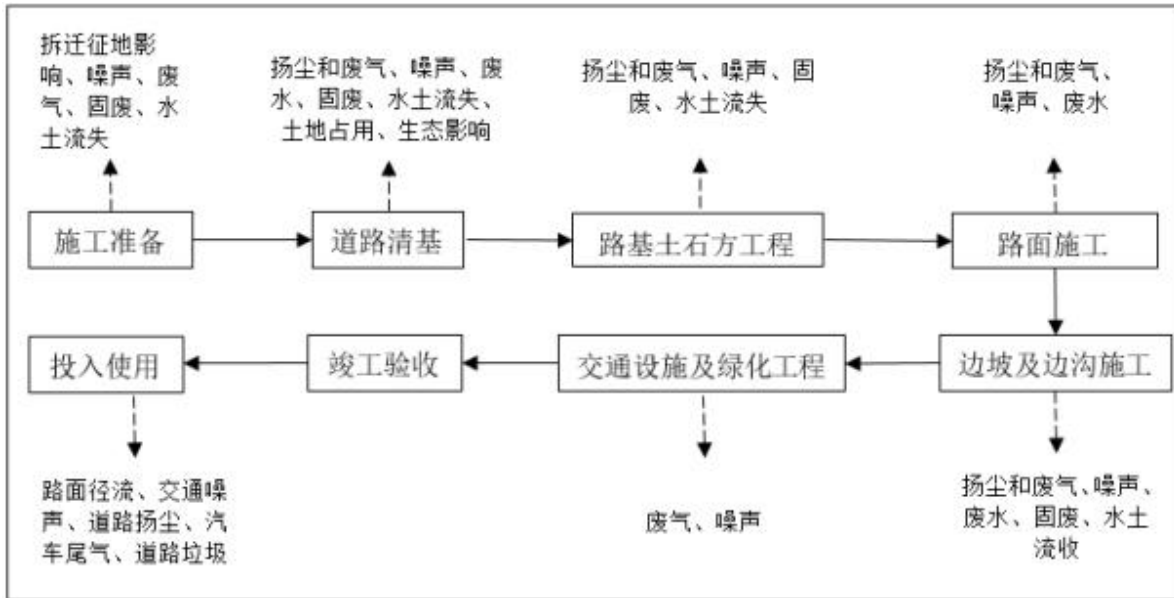 拆迁征地影
响、噪声、废
气、固废、水
土流失
扬尘和废气、噪声、废
水、固废、水土流失、
土地占用、生态影响
扬尘和废气、噪声、固
废、水土流失
扬尘和废气、
噪声、废水
施工准备
道路清基
路基土石方工程
路面施工
投入使用
竣工验收
交通设施及绿化工程
边坡及边沟施工
路面径流、交通噪
声、道路扬尘、汽
车尾气、道路垃圾
废气、噪声
扬尘和废气、噪声、
废水、固废、水土
流收